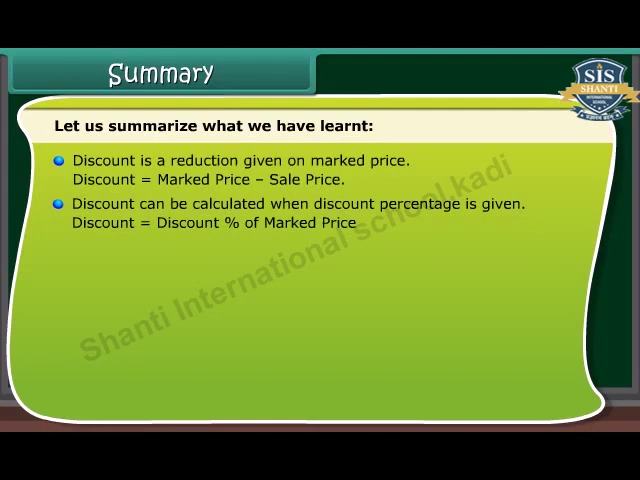 Summary
SIS
SHANTI
INTERNATIONAL
SCHOOL
Let us summarize what we have learnt:
Discount is a reduction given on marked price.
Discount = Marked Price – Sale Price.
Discount can be calculated when discount percentage is given.
Discount = Discount % of Marked Price
Shanti International school,kadi